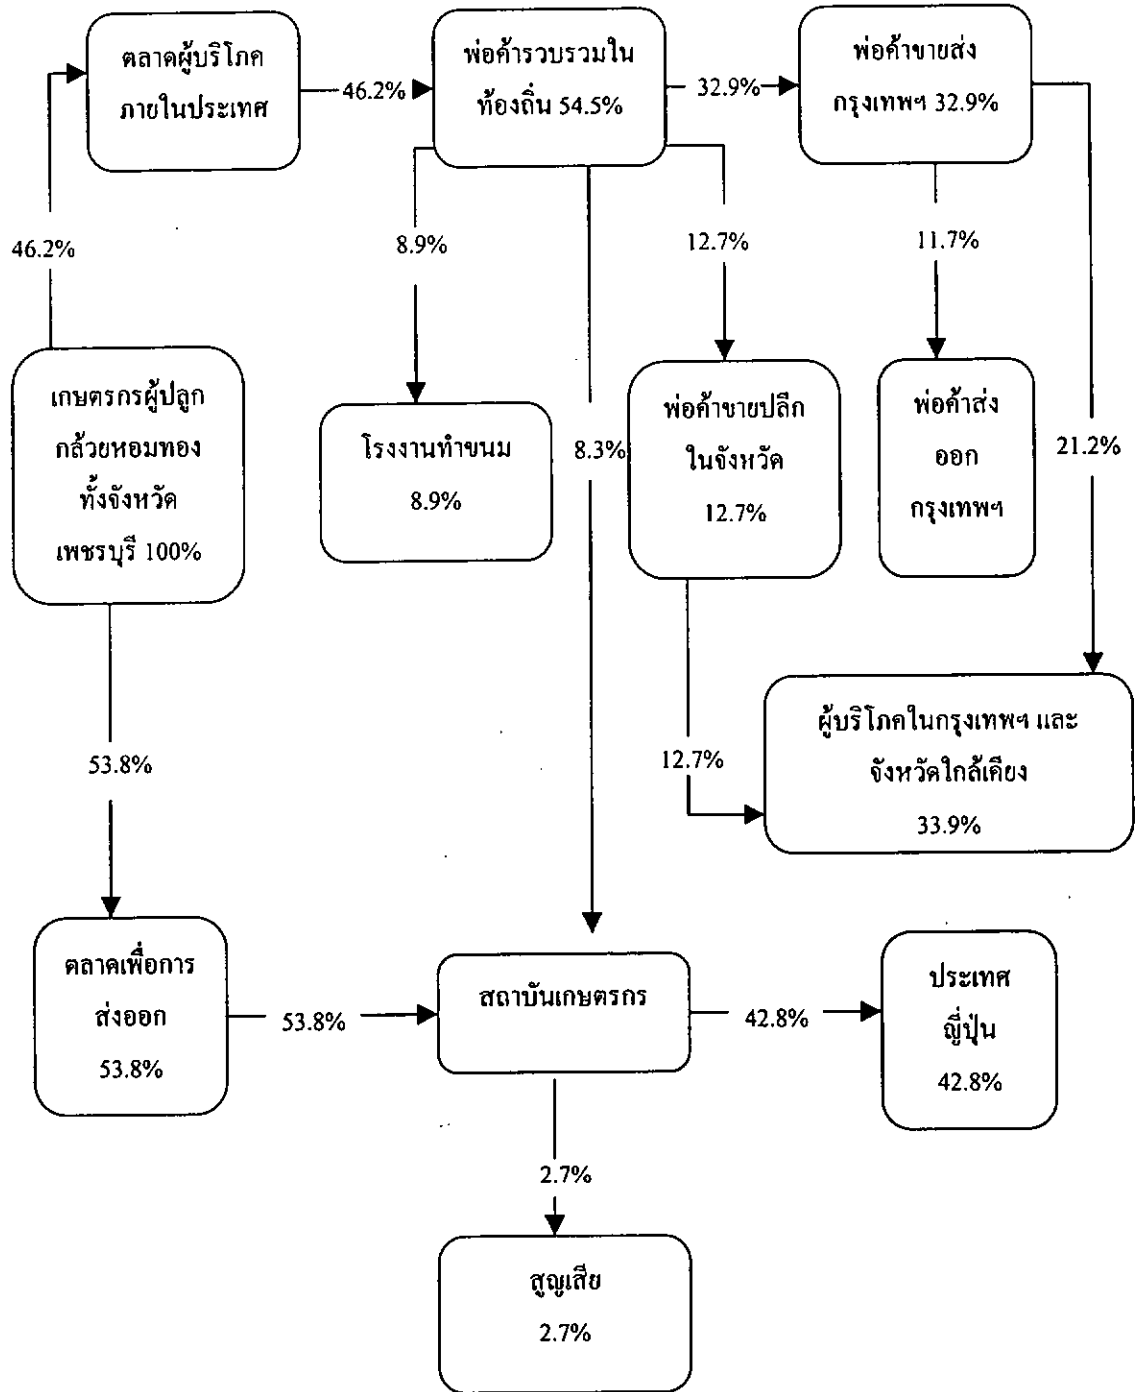 ตลาดผู้บริโภค
ภายในประเทศ
46.2%
พ่อค้ารวบรวมใน
ท้องถิ่น 54.5%
32.9%
พ่อค้าขายส่ง
กรุงเทพฯ 32.9%
46.2%
8.9%
12.7%
11.7%
เกษตรกรผู้ปลูก
กล้วยหอมทอง
ทั้งจังหวัด
เพชรบุรี 100%
โรงงานทำขนม
8.9%
8.3%
พ่อค้าขายปลีก
ในจังหวัด
12.7%
พ่อค้าส่ง
ออก
กรุงเทพฯ
21.2%
53.8%
12.7%
ผู้บริโภคในกรุงเทพฯ และ
จังหวัดใกล้เคียง
33.9%
ตลาดเพื่อการ
ส่งออก
53.8%
53.8%
สถาบันเกษตรกร
42.8%
ประเทศ
ญี่ปุ่น
42.8%
2.7%
สูญเสีย
2.7%